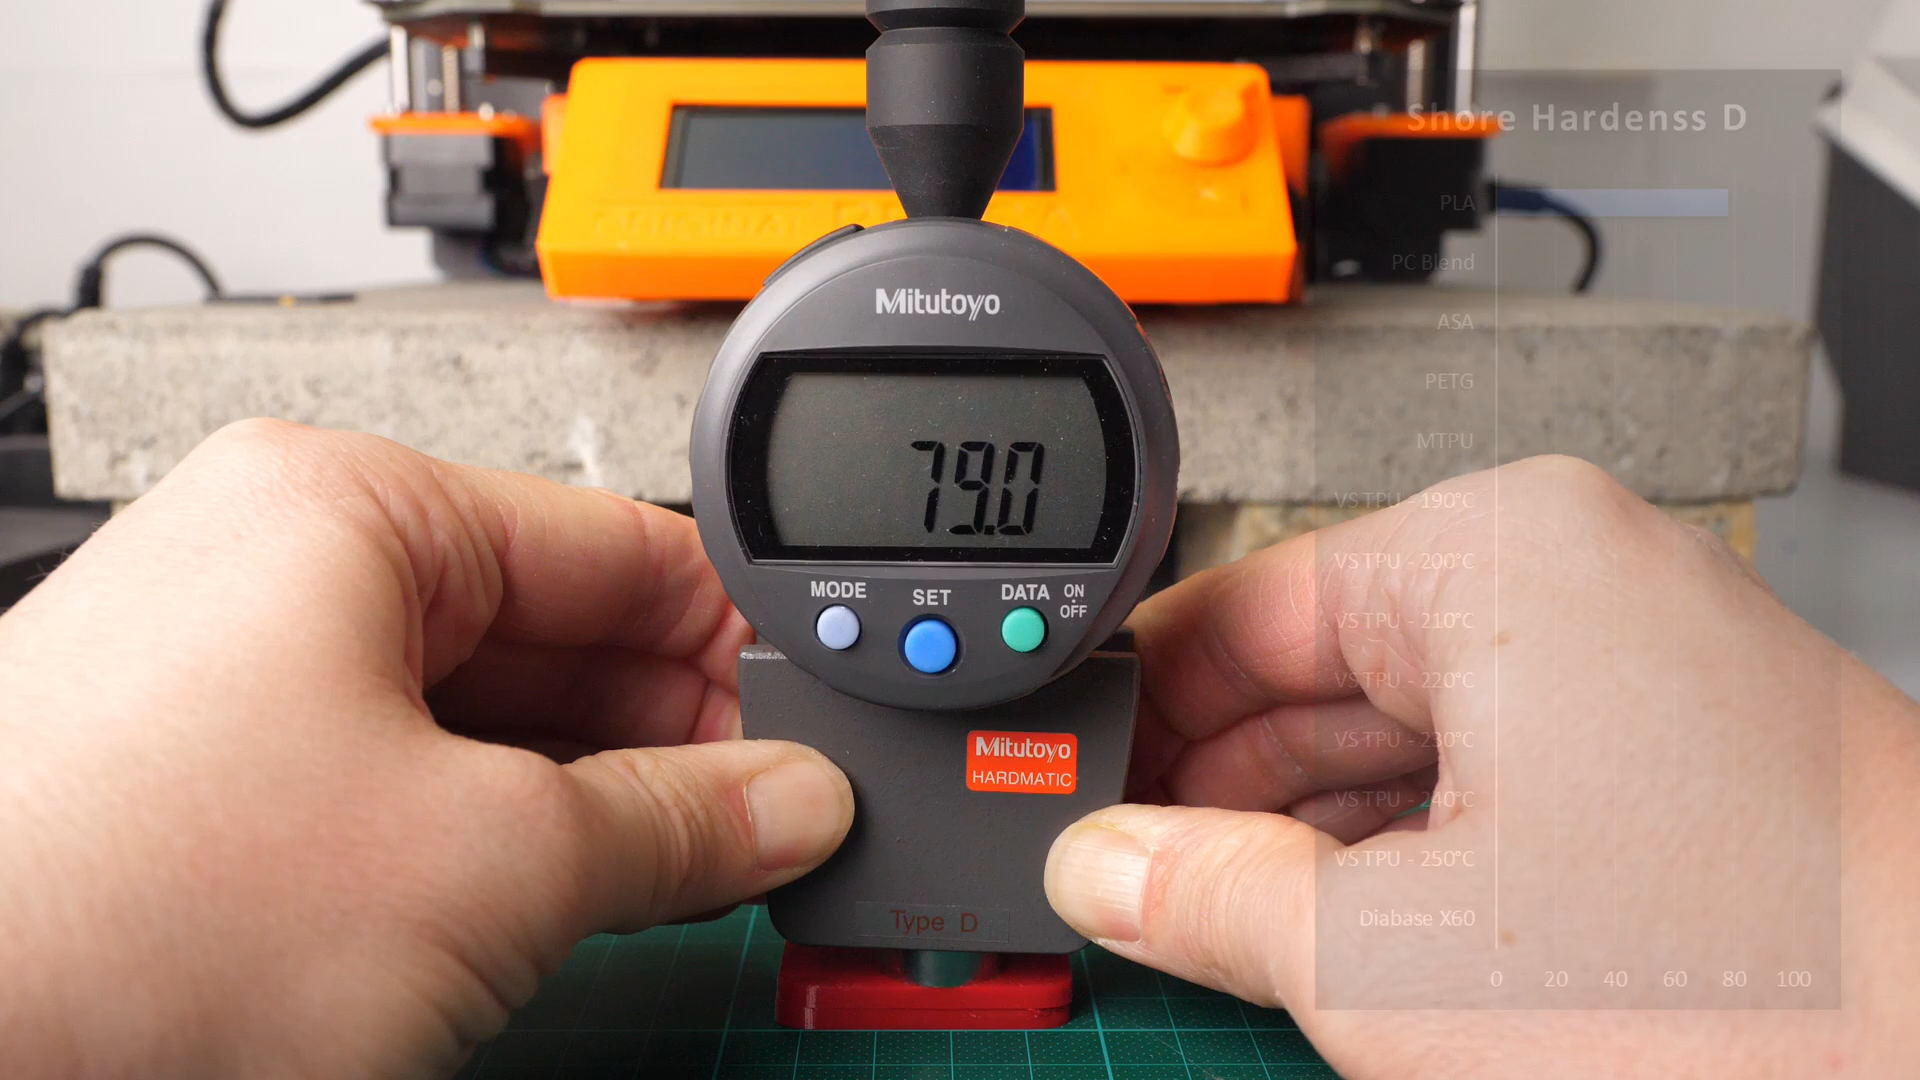 Shore Hardenss D
ORIGINAL PRUSA
Mitutoyo
79.0
MODE SET DATA ON OFF
Mitutoyo
HARDMATIC
Type D
PLA
PC Blend
ASA
PETG
MTPU
VS TPU - 190°C
VS TPU - 200°C
VS TPU - 210°C
VS TPU - 220°C
VS TPU - 230°C
VS TPU - 240°C
VS TPU - 250°C
Diabase X60
0 20 40 60 80 100